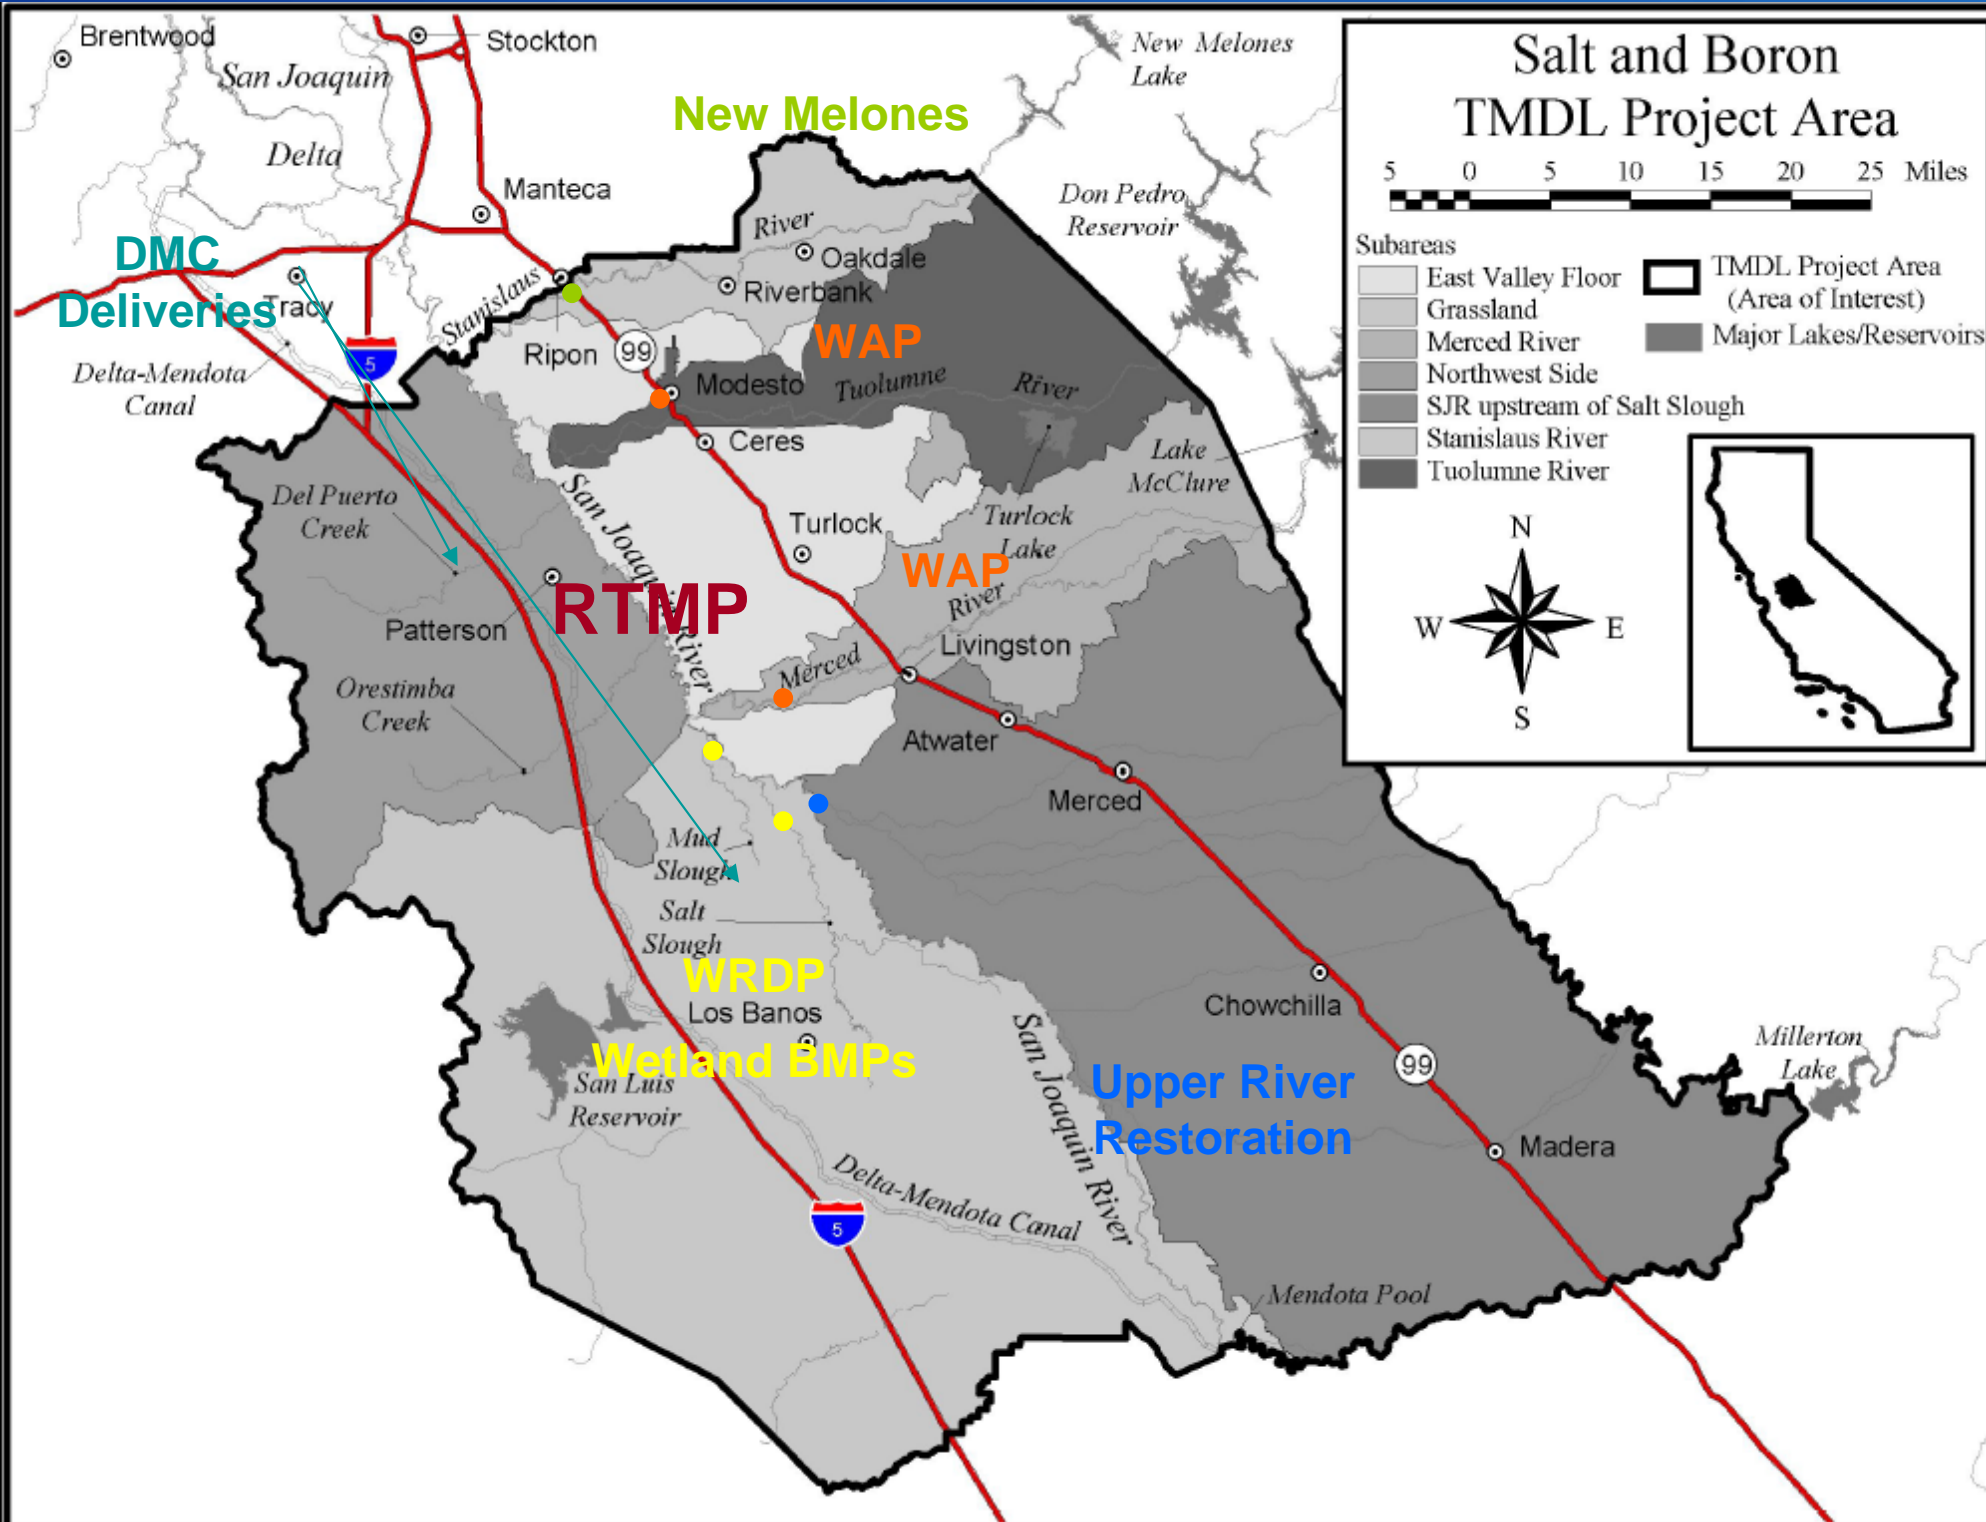 Salt and Boron
TMDL Project Area
5 0 5 10 15 20 25 Miles
Subareas
East Valley Floor
Grassland
Merced River
Northwest Side
SJR upstream of Salt Slough
Stanislaus River
Tuolumne River
TMDL Project Area
(Area of Interest)
Major Lakes/Reservoirs
N
W
E
S
Brentwood
Stockton
San Joaquin
Delta
New Melones
Lake
New Melones
Manteca
Don Pedro
Reservoir
DMC
Deliveries
Tracy
5
Delta-Mendota
Canal
Stanislaus
River
Oakdale
Riverbank
Ripon
99
WAP
Modesto
Tuolumne
River
Ceres
Lake
McClure
Del Puerto
Creek
San Joaquin River
Turlock
Turlock
Lake
WAP
RTMP
Patterson
Merced
River
Livingston
Orestimba
Creek
Atwater
Merced
Mud
Slough
Salt
Slough
WRDP
Los Banos
Wetland BMPs
San Luis
Reservoir
Chowchilla
99
San Joaquin River
Upper River
Restoration
Millerton
Lake
Madera
Delta-Mendota Canal
5
Mendota Pool